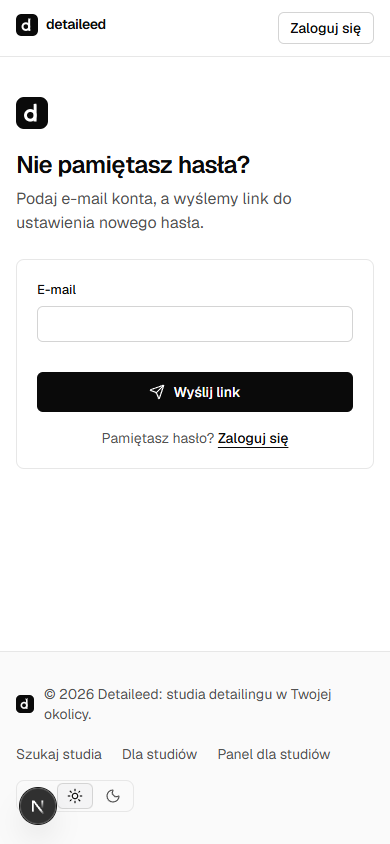 d detaileed
Zaloguj się
d
Nie pamiętasz hasła?
Podaj e-mail konta, a wyślemy link do
ustawienia nowego hasła.
E-mail
Wyślij link
Pamiętasz hasło? Zaloguj się
d
© 2026 Detaileed: studia detailingu w Twojej
okolicy.
Szukaj studia Dla studiów Panel dla studiów
N